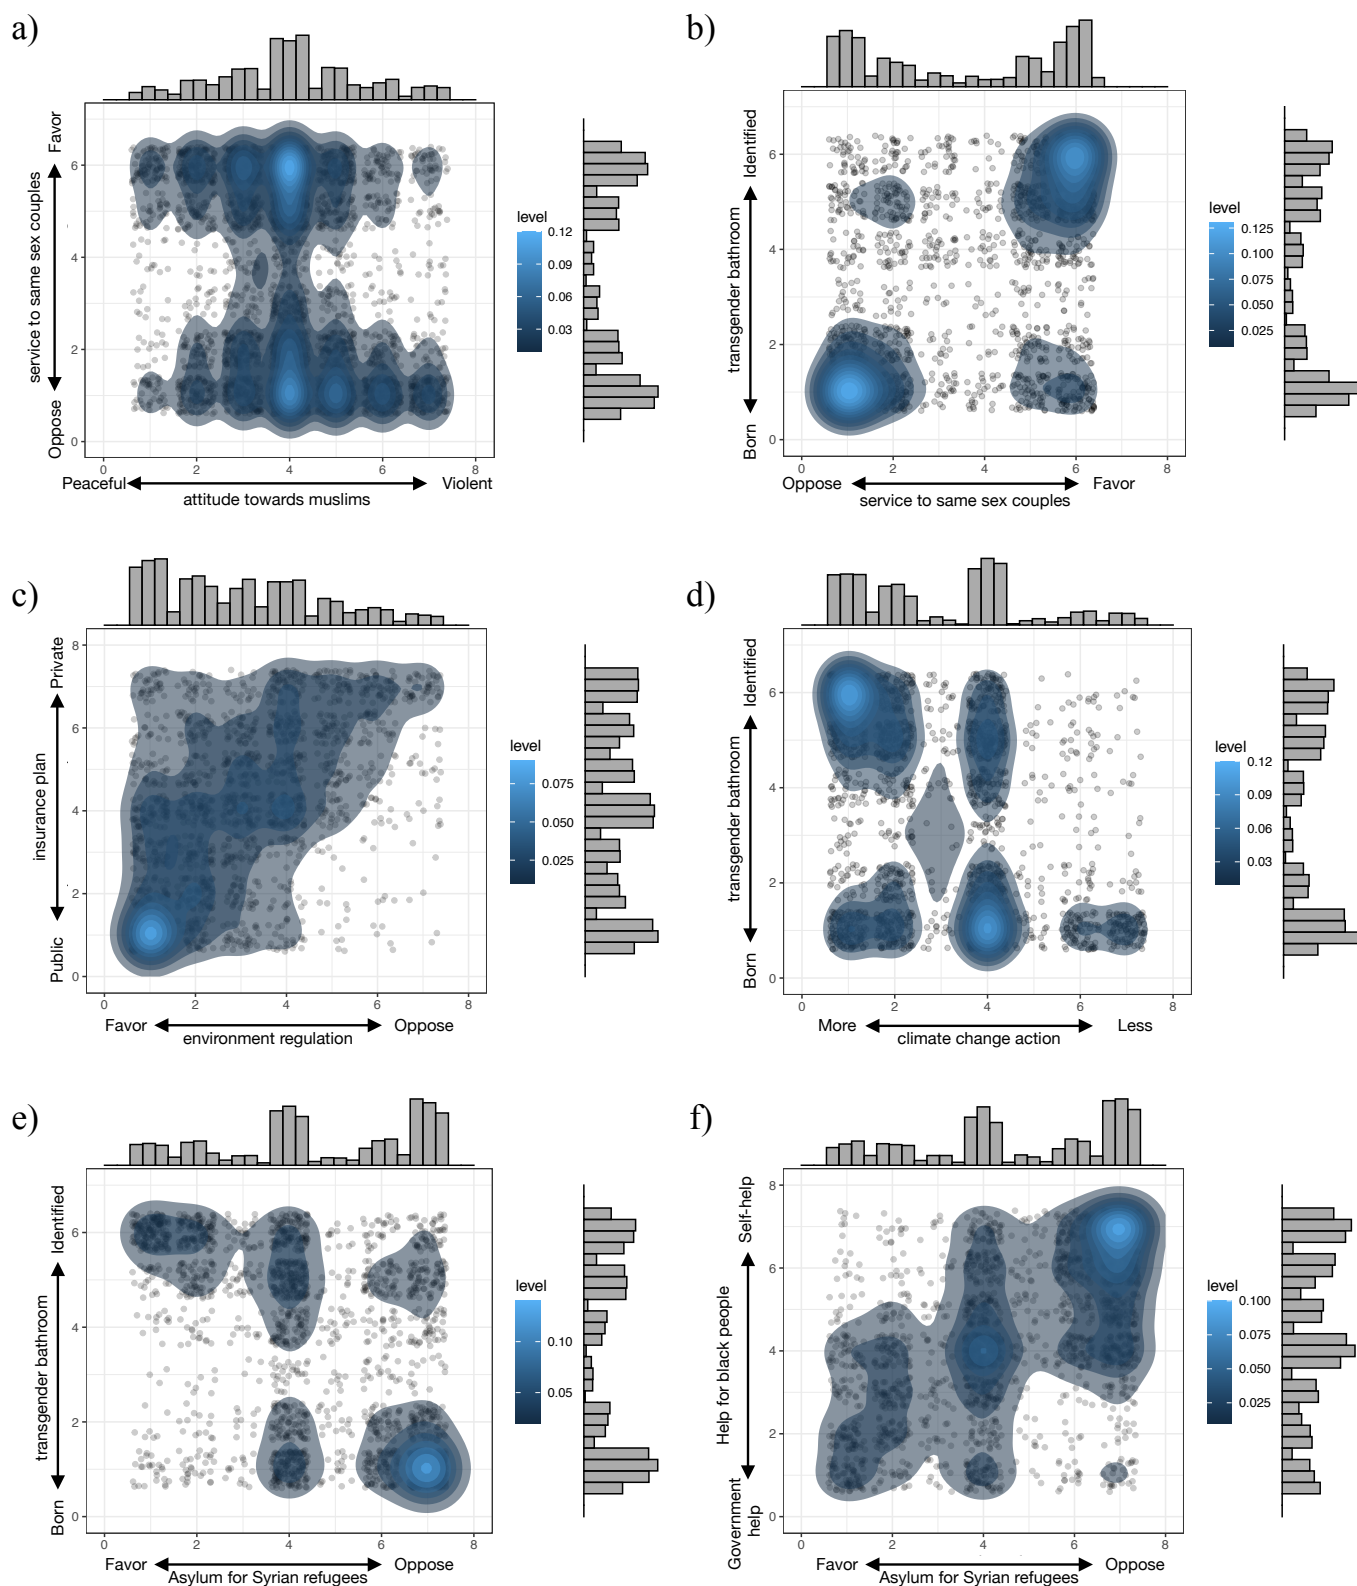 a)
Favor
service to same sex couples
Oppose
6
4
2
0
0 2 4 6 8
Peaceful Violent
attitude towards muslims
level
0.12
0.09
0.06
0.03
b)
Identified
transgender bathroom
Born
6
4
2
0
0 2 4 6 8
Oppose Favor
service to same sex couples
level
0.125
0.100
0.075
0.050
0.025
c)
Private
insurance plan
Public
8
6
4
2
0
0 2 4 6 8
Favor Oppose
environment regulation
level
0.075
0.050
0.025
d)
Identified
transgender bathroom
Born
6
4
2
0
0 2 4 6 8
More Less
climate change action
level
0.12
0.09
0.06
0.03
e)
Identified
transgender bathroom
Born
6
4
2
0
0 2 4 6 8
Favor Oppose
Asylum for Syrian refugees
level
0.10
0.05
f)
Self-help
Help for black people
Government
help
8
6
4
2
0
0 2 4 6 8
Favor Oppose
Asylum for Syrian refugees
level
0.100
0.075
0.050
0.025